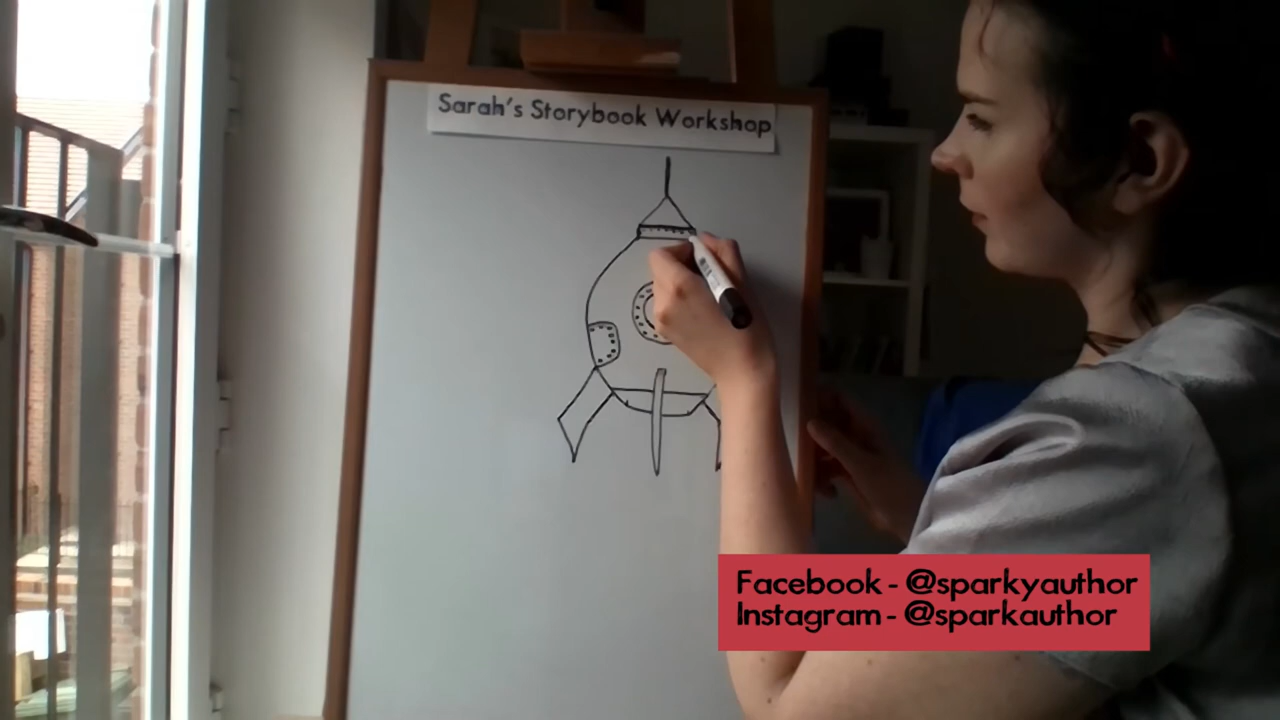 Sarah's Storybook Workshop
Facebook - @sparkyauthor
Instagram - @sparkauthor